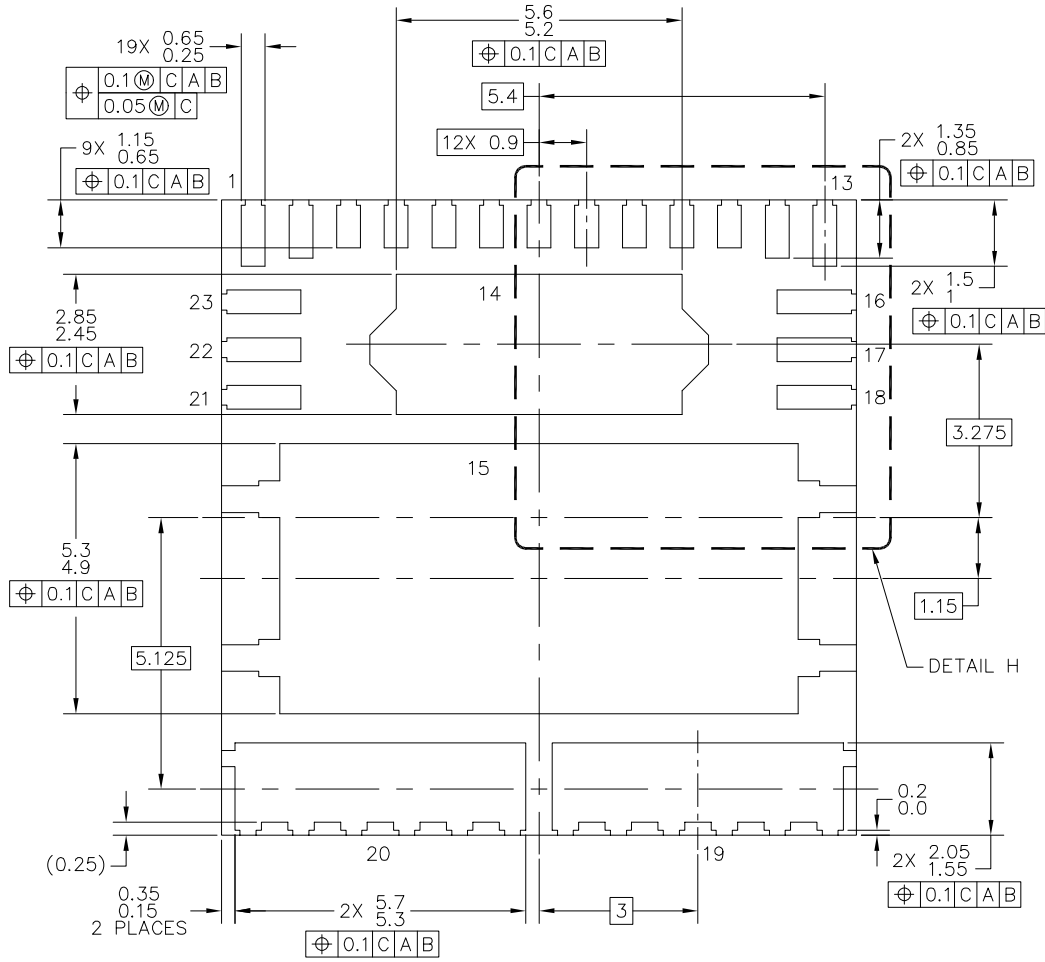 5.6
5.2
⌖ 0.1 C A B
19X 0.65
0.25
⌖ 0.1 Ⓜ C A B
0.05 Ⓜ C
5.4
12X 0.9
9X 1.15
0.65
⌖ 0.1 C A B
2X 1.35
0.85
⌖ 0.1 C A B
1
13
14
23
16
2X 1.5
1
⌖ 0.1 C A B
2.85
2.45
⌖ 0.1 C A B
22
17
21
18
3.275
15
5.3
4.9
⌖ 0.1 C A B
1.15
5.125
DETAIL H
0.2
0.0
(0.25)
20
19
2X 2.05
1.55
⌖ 0.1 C A B
0.35
0.15
2 PLACES
2X 5.7
5.3
⌖ 0.1 C A B
3